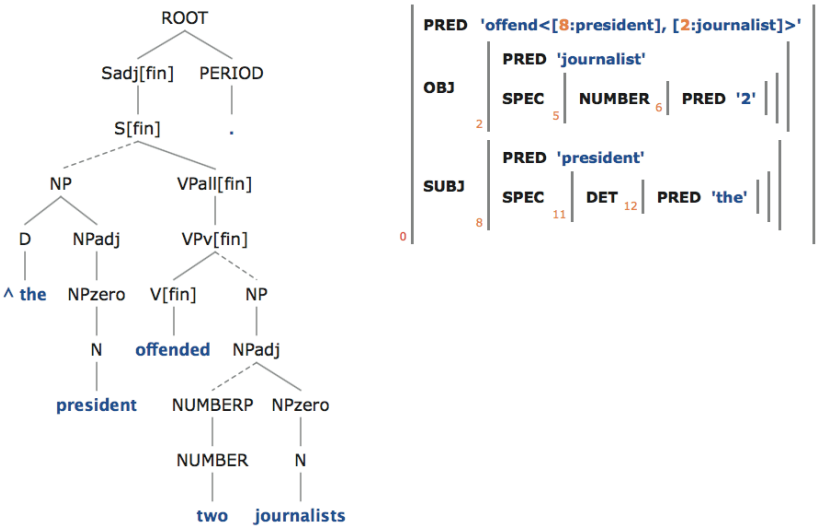 ROOT
Sadj[fin] PERIOD
S[fin] .
NP VPall[fin]
D NPadj VPv[fin]
^ the NPzero V[fin] NP
N offended NPadj
president NUMBERP NPzero
NUMBER N
two journalists
PRED 'offend<[8:president], [2:journalist]>'
PRED 'journalist'
OBJ
SPEC NUMBER PRED '2'
2 5 6
PRED 'president'
SUBJ
SPEC DET PRED 'the'
8 11 12
0